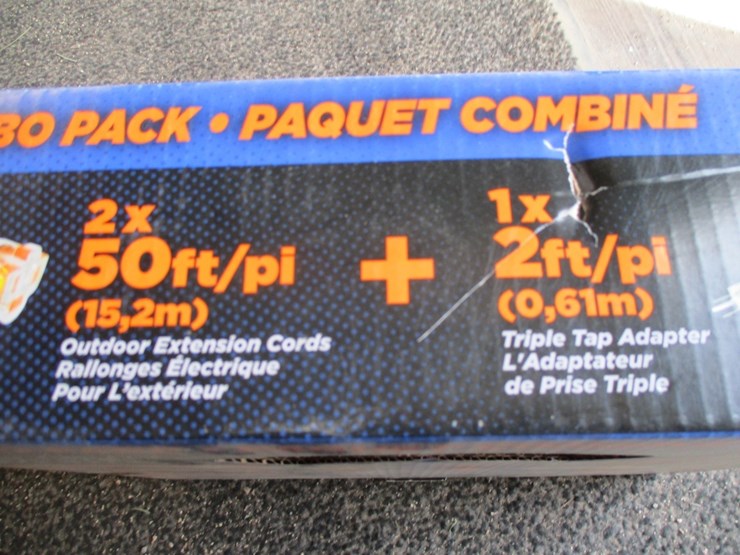 BO PACK • PAQUET COMBINÉ
2x
50ft/pi
(15,2m)
Outdoor Extension Cords
Rallonges Électrique
Pour L'extérieur
+
1x
2ft/pi
(0,61m)
Triple Tap Adapter
L'Adaptateur
de Prise Triple